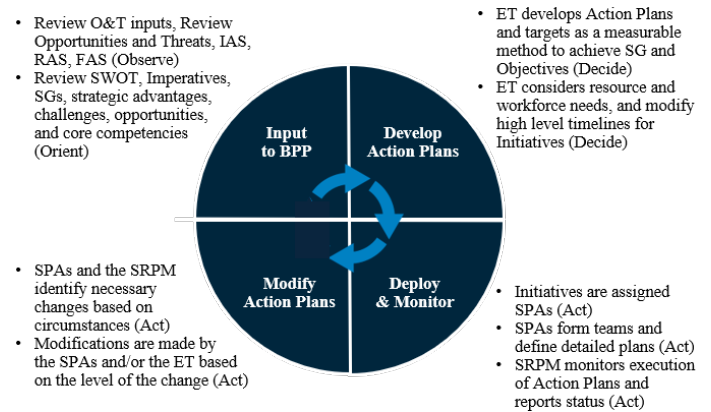 • Review O&T inputs, Review
Opportunities and Threats, IAS,
RAS, FAS (Observe)
• Review SWOT, Imperatives,
SGs, strategic advantages,
challenges, opportunities,
and core competencies
(Orient)
• ET develops Action Plans
and targets as a measurable
method to achieve SG and
Objectives (Decide)
• ET considers resource and
workforce needs, and modify
high level timelines for
Initiatives (Decide)
Input
to BPP
Develop
Action Plans
Modify
Action Plans
Deploy
& Monitor
• SPAs and the SRPM
identify necessary
changes based on
circumstances (Act)
• Modifications are made by
the SPAs and/or the ET based
on the level of the change (Act)
• Initiatives are assigned
SPAs (Act)
• SPAs form teams and
define detailed plans (Act)
• SRPM monitors execution
of Action Plans and
reports status (Act)